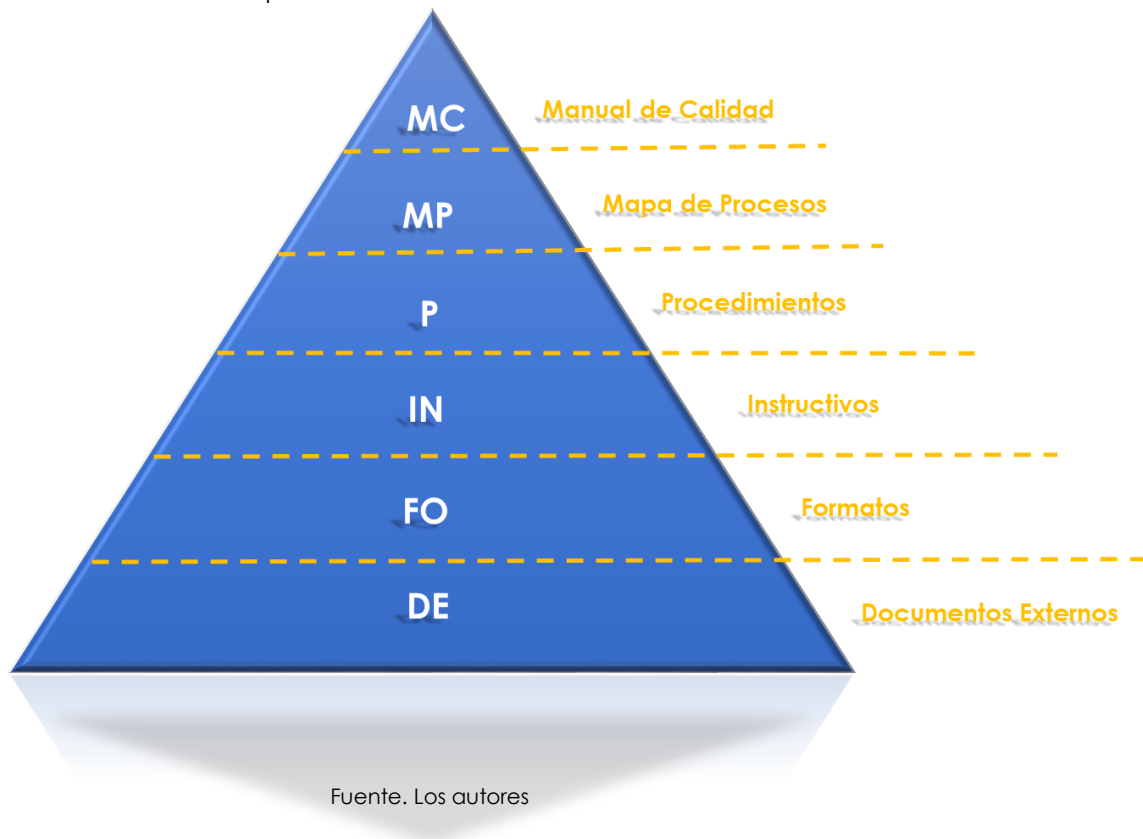 MC Manual de Calidad
MP Mapa de Procesos
P Procedimientos
IN Instructivos
FO Formatos
DE Documentos Externos
Fuente. Los autores